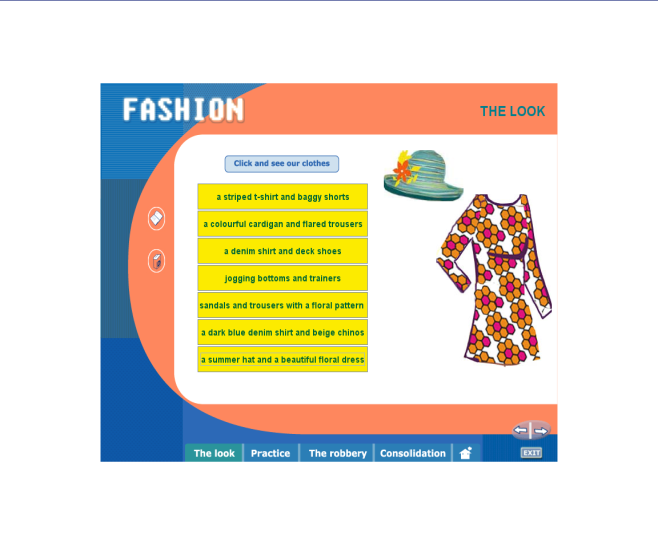 FASHION
THE LOOK
Click and see our clothes
a striped t-shirt and baggy shorts
a colourful cardigan and flared trousers
a denim shirt and deck shoes
jogging bottoms and trainers
sandals and trousers with a floral pattern
a dark blue denim shirt and beige chinos
a summer hat and a beautiful floral dress
The look
Practice
The robbery
Consolidation
EXIT